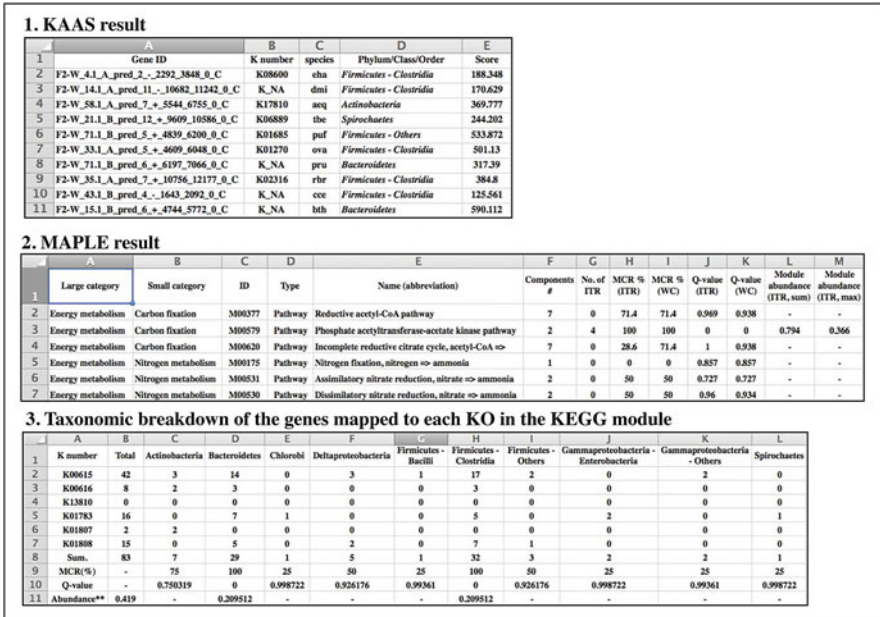 1. KAAS result
A B C D E
1 Gene ID K number species Phylum/Class/Order Score
2 F2-W_4.1_A_pred_2_-_2292_3848_0_C K08600 eha Firmicutes - Clostridia 188.348
3 F2-W_14.1_A_pred_11_-_10682_11242_0_C K_NA dmi Firmicutes - Clostridia 170.629
4 F2-W_58.1_A_pred_7_+_5544_6755_0_C K17810 aeq Actinobacteria 369.777
5 F2-W_21.1_B_pred_12_+_9609_10586_0_C K06889 tbe Spirochaetes 244.202
6 F2-W_71.1_B_pred_5_+_4839_6200_0_C K01685 puf Firmicutes - Others 533.872
7 F2-W_33.1_A_pred_5_+_4609_6048_0_C K01270 ova Firmicutes - Clostridia 501.13
8 F2-W_71.1_B_pred_6_+_6197_7066_0_C K_NA pru Bacteroidetes 317.39
9 F2-W_35.1_A_pred_7_+_10756_12177_0_C K02316 rbr Firmicutes - Clostridia 384.8
10 F2-W_43.1_B_pred_4_-_1643_2092_0_C K_NA cce Firmicutes - Clostridia 125.561
11 F2-W_15.1_B_pred_6_+_4744_5772_0_C K_NA bth Bacteroidetes 590.112
2. MAPLE result
A B C D E F G H I J K L M
1 Large category Small category ID Type Name (abbreviation) Components # No. of ITR MCR % (ITR) MCR % (WC) Q-value (ITR) Q-value (WC) Module abundance (ITR, sum) Module abundance (ITR, max)
2 Energy metabolism Carbon fixation M00377 Pathway Reductive acetyl-CoA pathway 7 0 71.4 71.4 0.969 0.938 - -
3 Energy metabolism Carbon fixation M00579 Pathway Phosphate acetyltransferase-acetate kinase pathway 2 4 100 100 0 0 0.794 0.366
4 Energy metabolism Carbon fixation M00620 Pathway Incomplete reductive citrate cycle, acetyl-CoA => 7 0 28.6 71.4 1 0.938 - -
5 Energy metabolism Nitrogen metabolism M00175 Pathway Nitrogen fixation, nitrogen => ammonia 1 0 0 0 0.857 0.857 - -
6 Energy metabolism Nitrogen metabolism M00531 Pathway Assimilatory nitrate reduction, nitrate => ammonia 2 0 50 50 0.727 0.727 - -
7 Energy metabolism Nitrogen metabolism M00530 Pathway Dissimilatory nitrate reduction, nitrate => ammonia 2 0 50 50 0.96 0.934 - -
3. Taxonomic breakdown of the genes mapped to each KO in the KEGG module
A B C D E F G H I J K L
1 K number Total Actinobacteria Bacteroidetes Chlorobi Deltaproteobacteria Firmicutes - Bacilli Firmicutes - Clostridia Firmicutes - Others Gammaproteobacteria - Enterobacteria Gammaproteobacteria - Others Spirochaetes
2 K00615 42 3 14 0 3 1 17 2 0 2 0
3 K00616 8 2 3 0 0 0 3 0 0 0 0
4 K13810 0 0 0 0 0 0 0 0 0 0 0
5 K01783 16 0 7 1 0 0 5 0 2 0 1
6 K01807 2 2 0 0 0 0 0 0 0 0 0
7 K01808 15 0 5 0 2 0 7 1 0 0 0
8 Sum. 83 7 29 1 5 1 32 3 2 2 1
9 MCR(%) - 75 100 25 50 25 100 50 25 25 25
10 Q-value - 0.750319 0 0.998722 0.926176 0.99361 0 0.926176 0.998722 0.99361 0.998722
11 Abundance** 0.419 - 0.209512 - - - 0.209512 - - - -